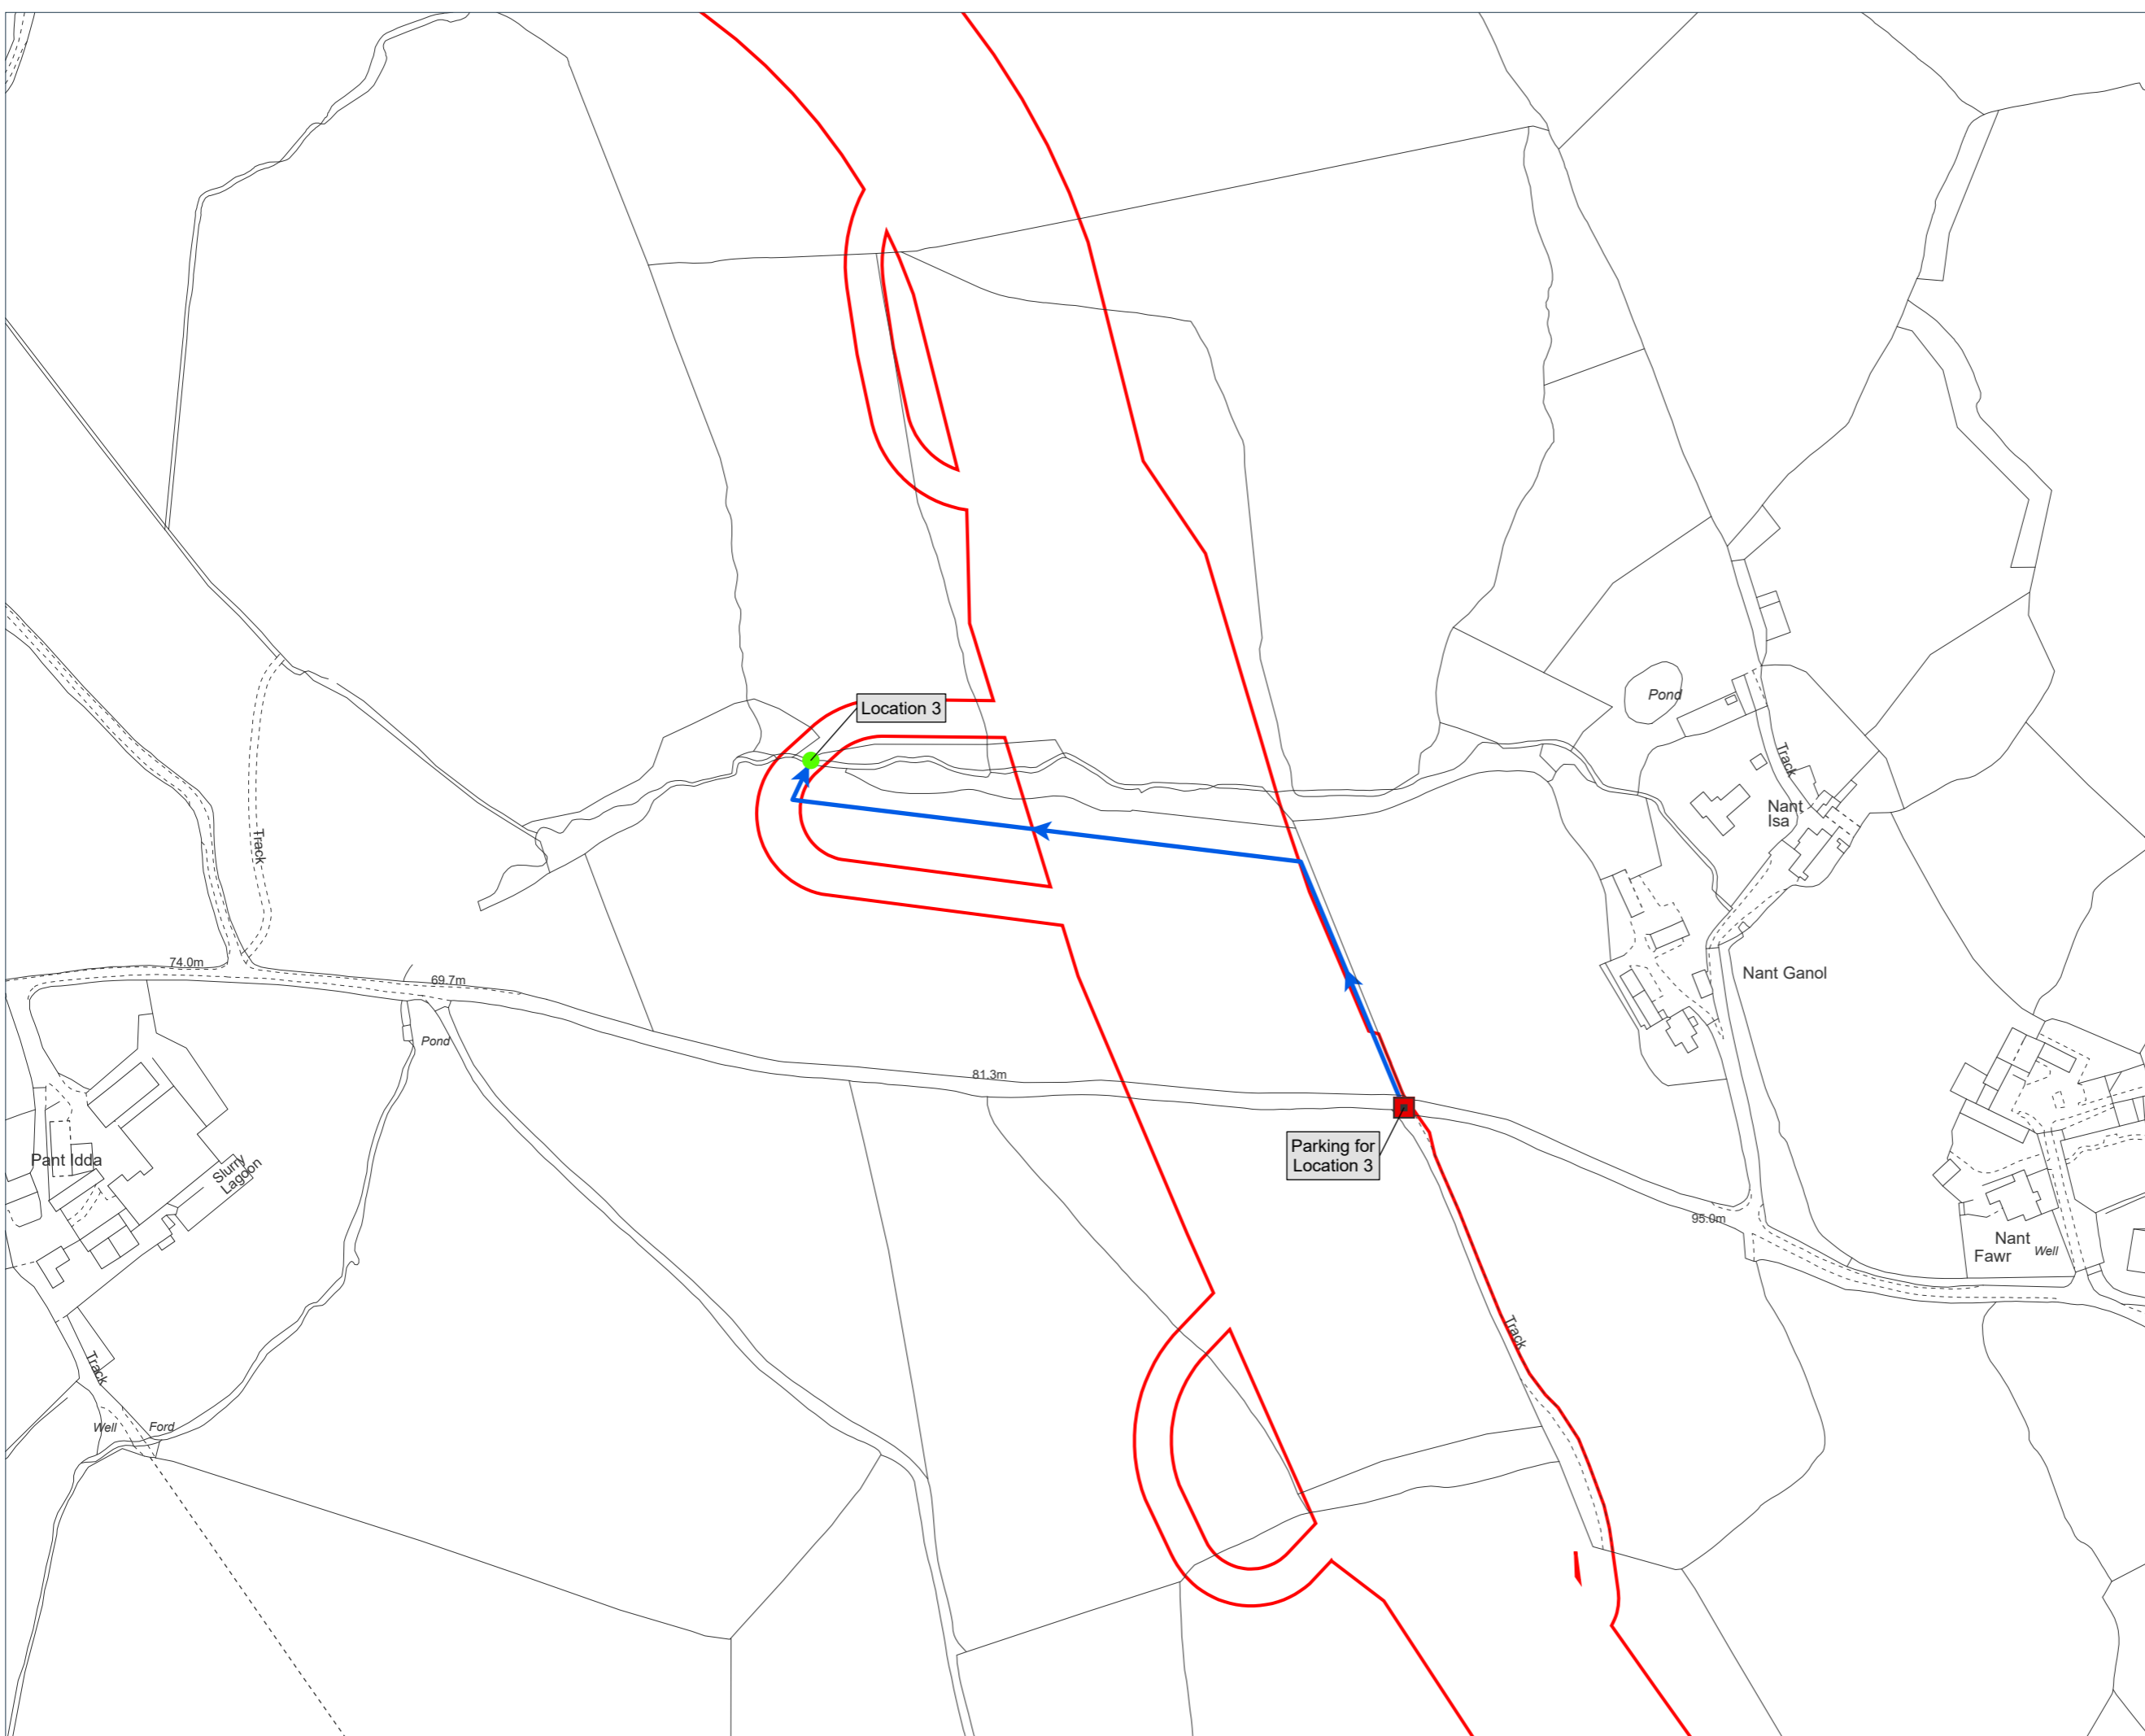 Location 3
Pond
Track
Nant
Isa
Track
Nant Ganol
74.0m
69.7m
Pond
81.3m
Parking for
Location 3
Pant Idda
Slurry
Lagoon
95.0m
Nant
Fawr
Well
Track
Track
Well
Ford